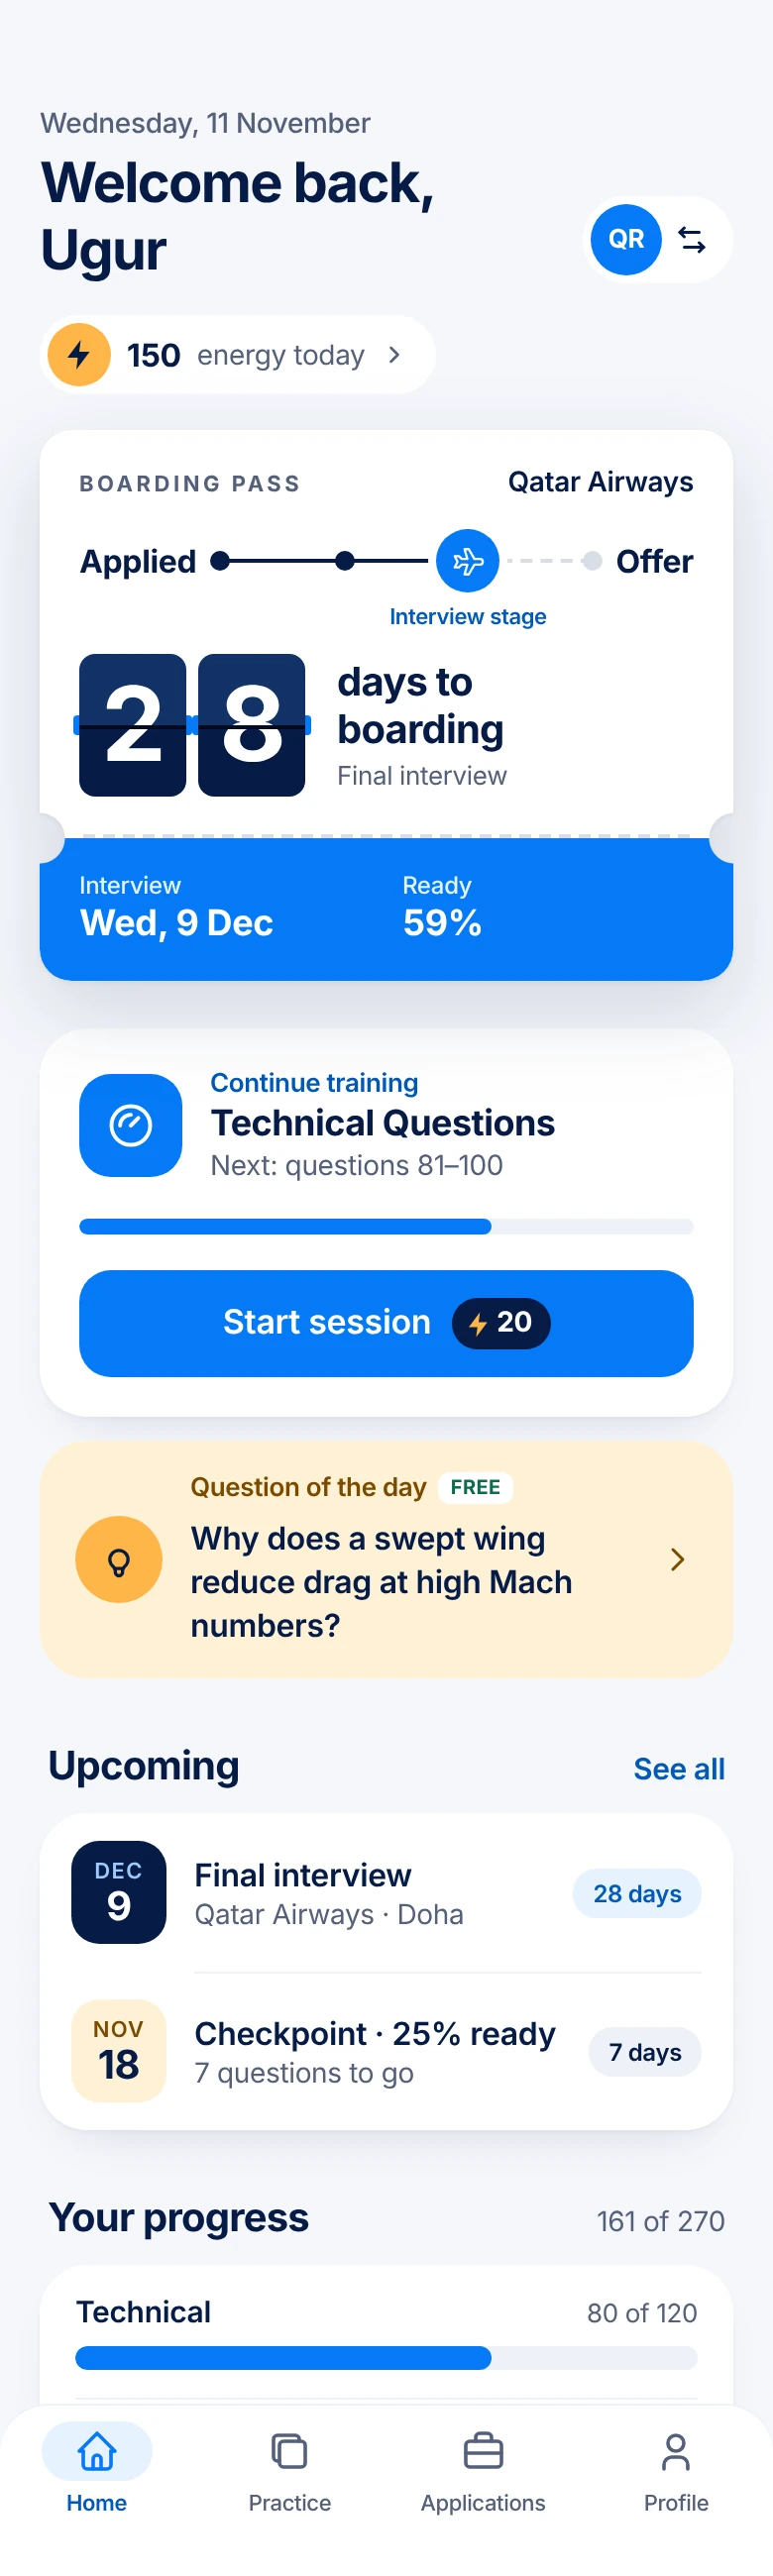 Wednesday, 11 November
Welcome back,
Ugur
QR
150 energy today
BOARDING PASS
Qatar Airways
Applied
Offer
Interview stage
28
days to
boarding
Final interview
Interview
Wed, 9 Dec
Ready
59%
Continue training
Technical Questions
Next: questions 81–100
Start session 20
Question of the day FREE
Why does a swept wing
reduce drag at high Mach
numbers?
Upcoming
See all
DEC
9
Final interview
Qatar Airways · Doha
28 days
NOV
18
Checkpoint · 25% ready
7 questions to go
7 days
Your progress
161 of 270
Technical
80 of 120
Home
Practice
Applications
Profile